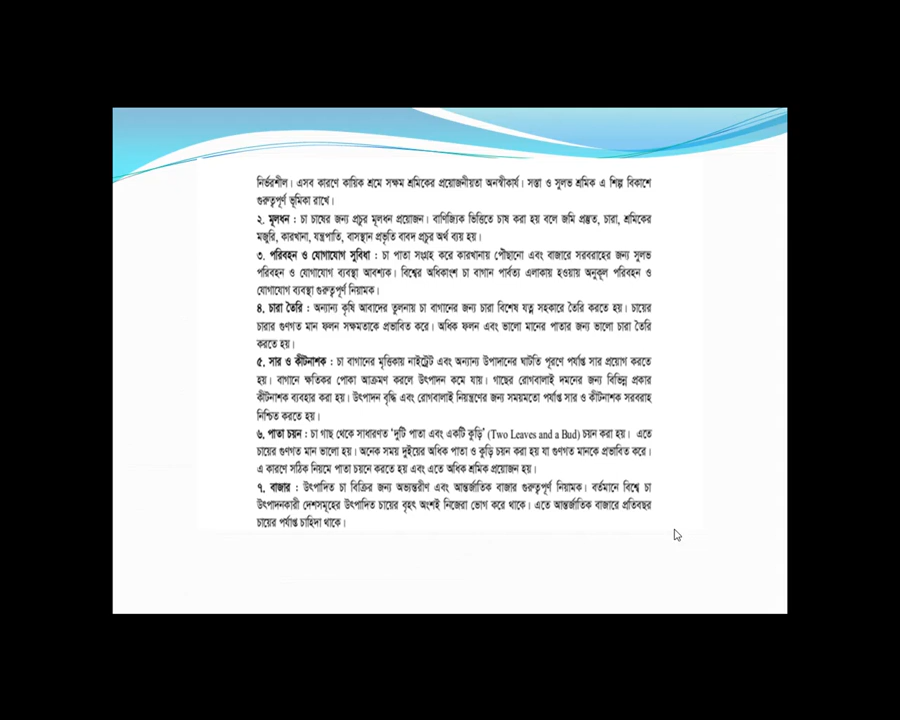 নির্ভরশীল। এসব কারণে কায়িক শ্রমে সক্ষম শ্রমিকের প্রয়োজনীয়তা অনস্বীকার্য। সস্তা ও সুলভ শ্রমিক এ শিল্প বিকাশে
গুরুত্বপূর্ণ ভূমিকা রাখে।
২. মূলধন : চা চাষের জন্য প্রচুর মূলধন প্রয়োজন। বাণিজ্যিক ভিত্তিতে চাষ করা হয় বলে জমি প্রস্তুত, চারা, শ্রমিকের
মজুরি, কারখানা, যন্ত্রপাতি, বাসস্থান প্রভৃতি বাবদ প্রচুর অর্থ ব্যয় হয়।
৩. পরিবহন ও যোগাযোগ সুবিধা : চা পাতা সংগ্রহ করে কারখানায় পৌছানো এবং বাজারে সরবরাহের জন্য সুলভ
পরিবহন ও যোগাযোগ ব্যবস্থা আবশ্যক। বিশ্বের অধিকাংশ চা বাগান পার্বত্য এলাকায় হওয়ায় অনুকূল পরিবহন ও
যোগাযোগ ব্যবস্থা গুরুত্বপূর্ণ নিয়ামক।
৪. চারা তৈরি : অন্যান্য কৃষি আবাদের তুলনায় চা বাগানের জন্য চারা বিশেষ যত্ন সহকারে তৈরি করতে হয়। চায়ের
চারার গুণগত মান ফলন সক্ষমতাকে প্রভাবিত করে। অধিক ফলন এবং ভালো মানের পাতার জন্য ভালো চারা তৈরি
করতে হয়।
৫. সার ও কীটনাশক : চা বাগানের মৃত্তিকায় নাইট্রেট এবং অন্যান্য উপাদানের ঘাটতি পূরণে পর্যাপ্ত সার প্রয়োগ করতে
হয়। বাগানে ক্ষতিকর পোকা আক্রমণ করলে উৎপাদন কমে যায়। গাছের রোগবালাই দমনের জন্য বিভিন্ন প্রকার
কীটনাশক ব্যবহার করা হয়। উৎপাদন বৃদ্ধি এবং রোগবালাই নিয়ন্ত্রণের জন্য সময়মতো পর্যাপ্ত সার ও কীটনাশক সরবরাহ
নিশ্চিত করতে হয়।
৬. পাতা চয়ন : চা গাছ থেকে সাধারণত 'দুটি পাতা এবং একটি কুড়ি' (Two Leaves and a Bud) চয়ন করা হয়। এতে
চায়ের গুণগত মান ভালো হয়। অনেক সময় দুইয়ের অধিক পাতা ও কুড়ি চয়ন করা হয় যা গুণগত মানকে প্রভাবিত করে।
এ কারণে সঠিক নিয়মে পাতা চয়নে করতে হয় এবং এতে অধিক শ্রমিক প্রয়োজন হয়।
৭. বাজার : উৎপাদিত চা বিক্রির জন্য অভ্যন্তরীণ এবং আন্তর্জাতিক বাজার গুরুত্বপূর্ণ নিয়ামক। বর্তমানে বিশ্বে চা
উৎপাদনকারী দেশসমূহের উৎপাদিত চায়ের বৃহৎ অংশই নিজেরা ভোগ করে থাকে। এতে আন্তর্জাতিক বাজারে প্রতিবছর
চায়ের পর্যাপ্ত চাহিদা থাকে।